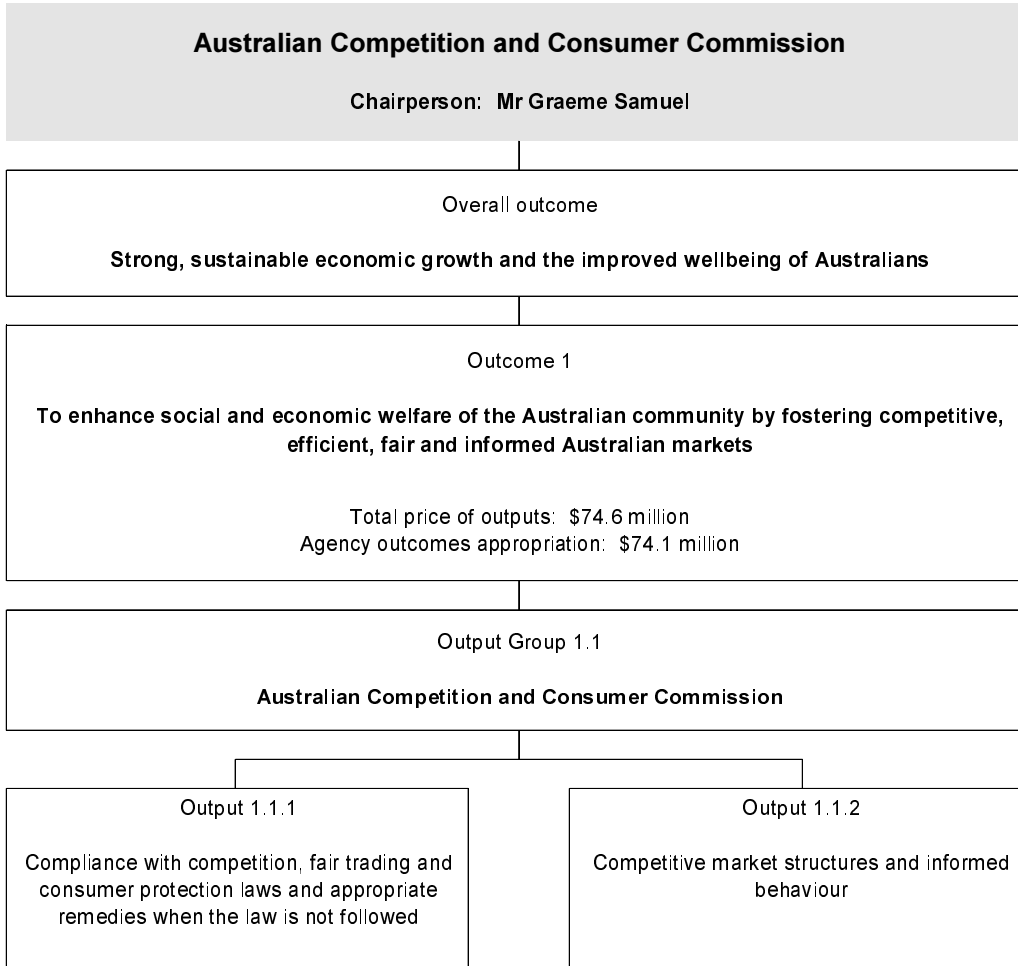 Australian Competition and Consumer Commission
Chairperson: Mr Graeme Samuel
Overall outcome
Strong, sustainable economic growth and the improved wellbeing of Australians
Outcome 1
To enhance social and economic welfare of the Australian community by fostering competitive,
efficient, fair and informed Australian markets
Total price of outputs: $74.6 million
Agency outcomes appropriation: $74.1 million
Output Group 1.1
Australian Competition and Consumer Commission
Output 1.1.1
Compliance with competition, fair trading and
consumer protection laws and appropriate
remedies when the law is not followed
Output 1.1.2
Competitive market structures and informed
behaviour